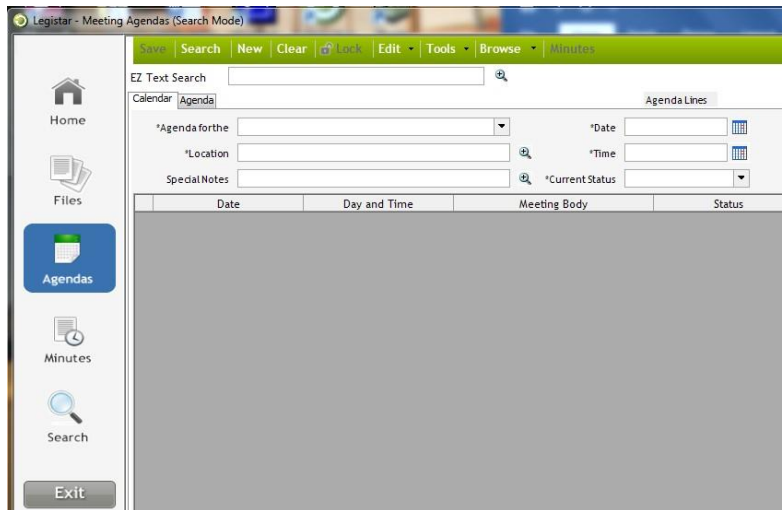 Legistar - Meeting Agendas (Search Mode)
Save Search New Clear Lock Edit Tools Browse Minutes
EZ Text Search
Calendar Agenda Agenda Lines
Home
*Agenda forthe *Date
*Location *Time
Special Notes *Current Status
Files
Date Day and Time Meeting Body Status
Agendas
Minutes
Search
Exit